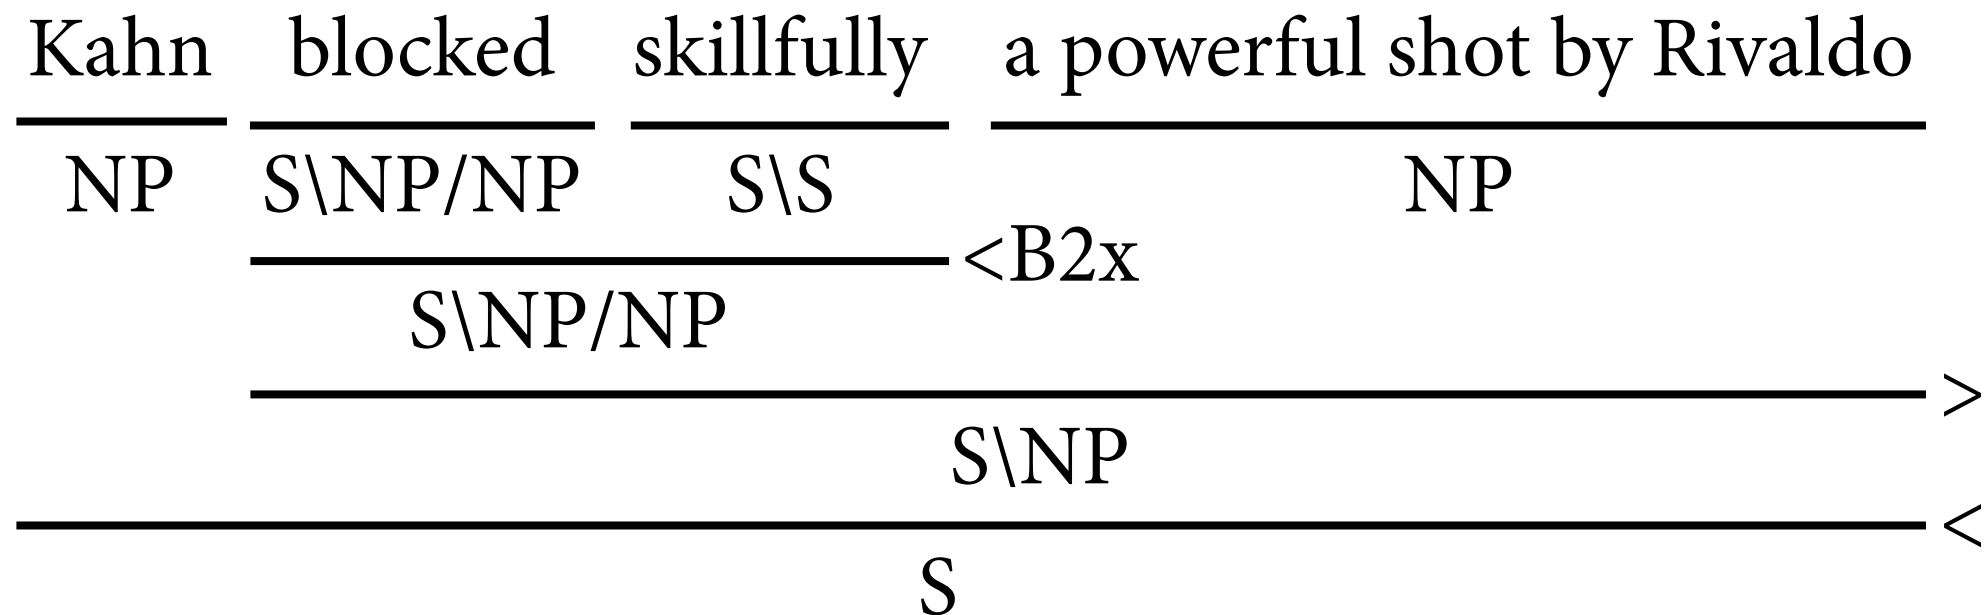 Kahn blocked skillfully a powerful shot by Rivaldo
NP S\NP/NP S\S NP
<B2x
S\NP/NP
>
S\NP
<
S